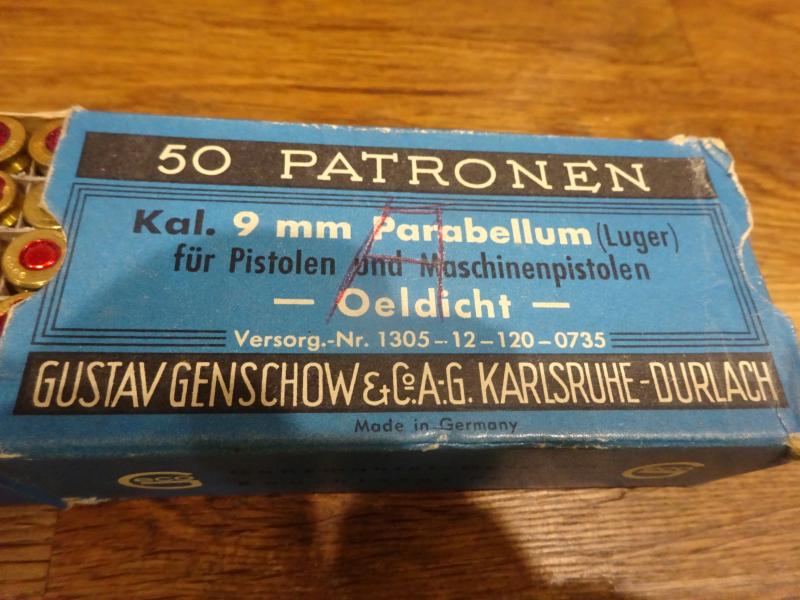 50 PATRONEN
Kal. 9 mm Parabellum (Luger)
für Pistolen und Maschinenpistolen
— Oeldicht —
Versorg.-Nr. 1305-12-120-0735
GUSTAV GENSCHOW & Co. A-G. KARLSRUHE-DURLACH
Made in Germany